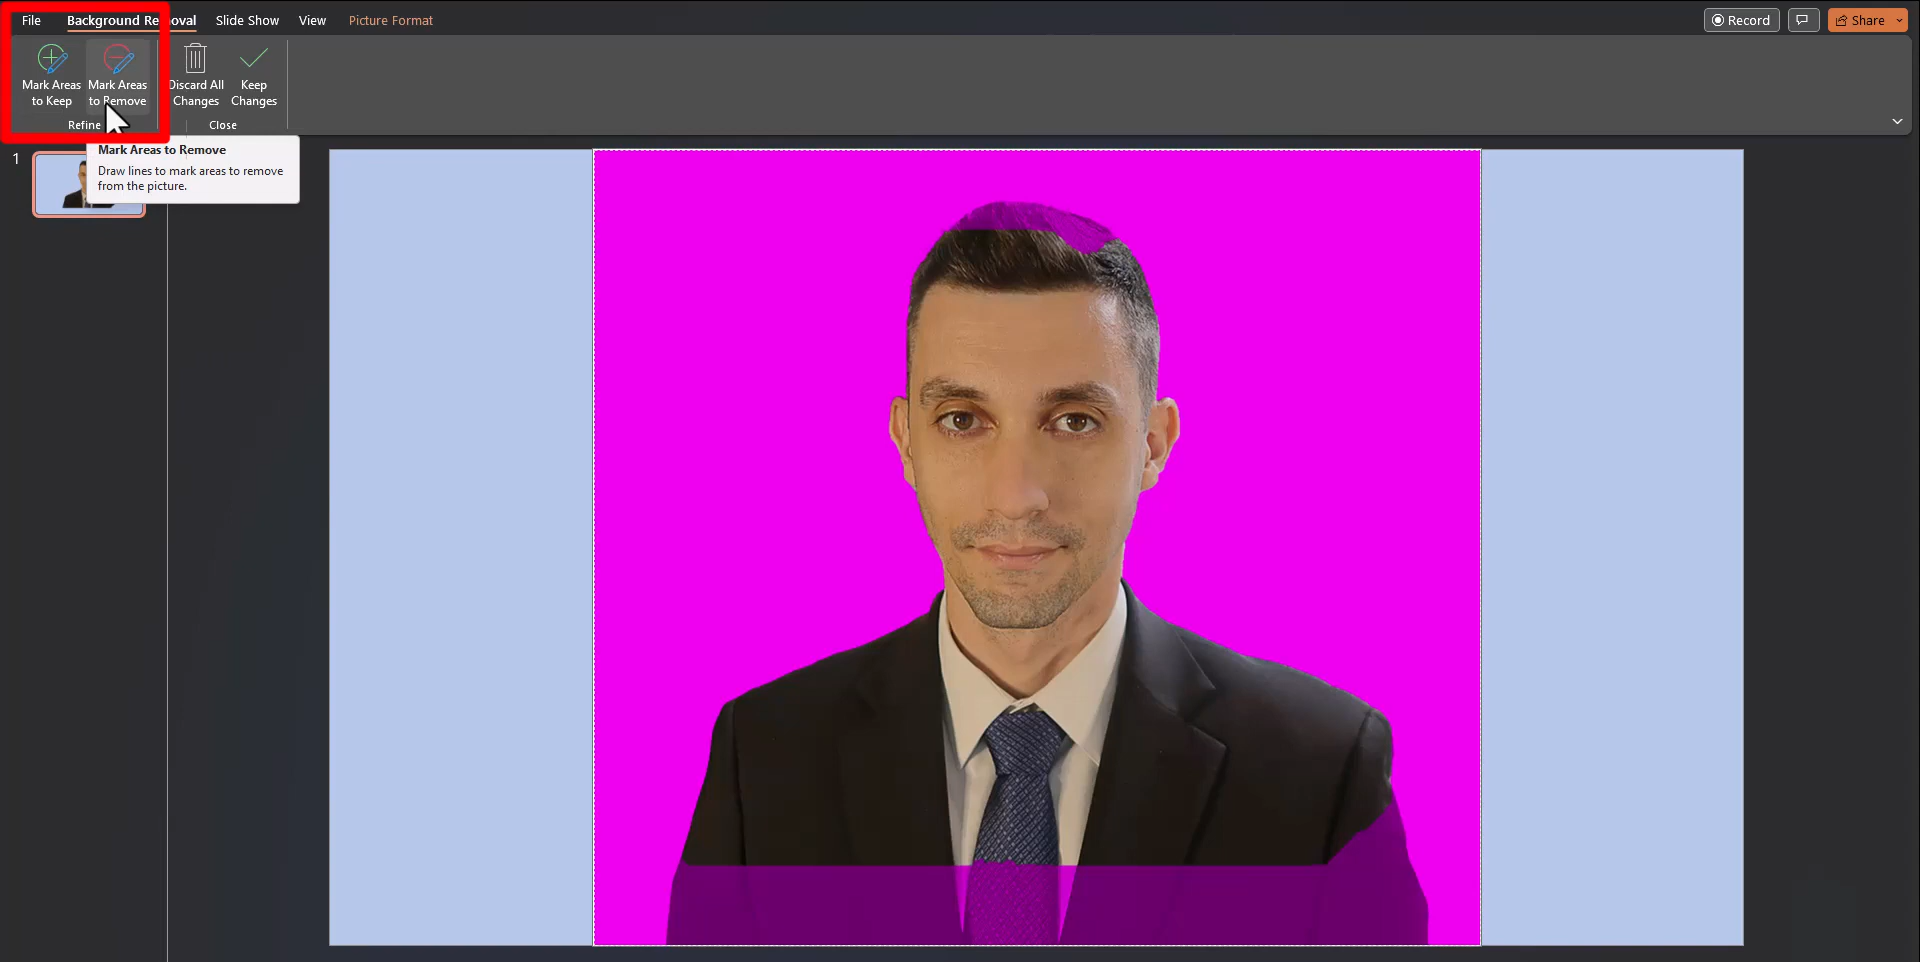 File Background Removal Slide Show View Picture Format Record Share
Mark Areas to Keep
Mark Areas to Remove
Discard All Changes
Keep Changes
Refine
Close
1
Mark Areas to Remove
Draw lines to mark areas to remove
from the picture.